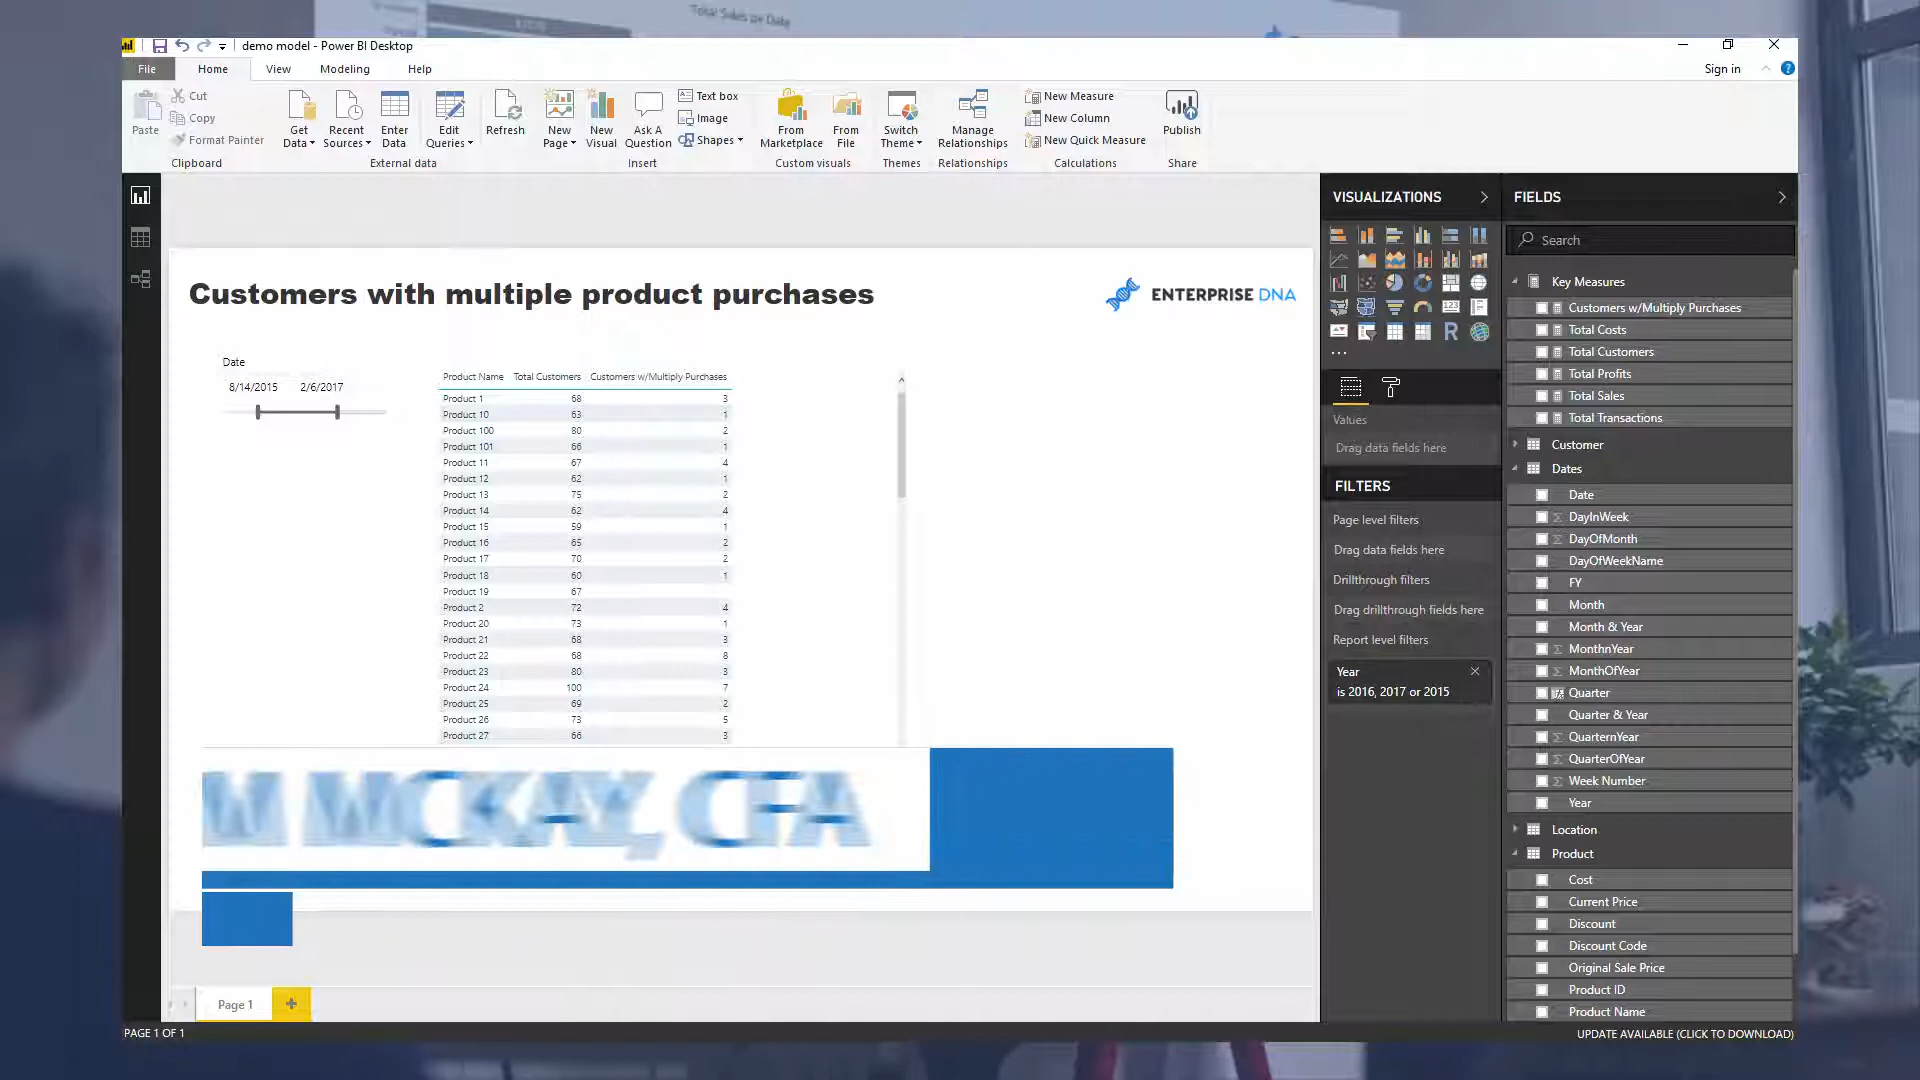 Total Sales by Date
demo model - Power BI Desktop
File Home View Modeling Help Sign in
Paste Cut Copy Format Painter
Clipboard
Get Data Recent Sources Enter Data Edit Queries Refresh
External data
New Page New Visual Ask A Question Text box Image Shapes
Insert
From Marketplace From File
Custom visuals
Switch Theme
Themes
Manage Relationships
Relationships
New Measure
New Column
New Quick Measure
Calculations
Publish
Share
Customers with multiple product purchases
ENTERPRISE DNA
Date
8/14/2015 2/6/2017
Product Name Total Customers Customers w/Multiply Purchases
Product 1 68 3
Product 10 63 1
Product 100 80 2
Product 101 66 1
Product 11 67 4
Product 12 62 1
Product 13 75 2
Product 14 62 4
Product 15 59 1
Product 16 65 2
Product 17 70 2
Product 18 60 1
Product 19 67
Product 2 72 4
Product 20 73 1
Product 21 68 3
Product 22 68 8
Product 23 80 3
Product 24 100 7
Product 25 69 2
Product 26 73 5
Product 27 66 3
M MCKAY, CFA
Page 1
PAGE 1 OF 1
VISUALIZATIONS
Values
Drag data fields here
FILTERS
Page level filters
Drag data fields here
Drillthrough filters
Drag drillthrough fields here
Report level filters
Year
is 2016, 2017 or 2015
FIELDS
Search
Key Measures
Customers w/Multiply Purchases
Total Costs
Total Customers
Total Profits
Total Sales
Total Transactions
Customer
Dates
Date
DayInWeek
DayOfMonth
DayOfWeekName
FY
Month
Month & Year
MonthnYear
MonthOfYear
Quarter
Quarter & Year
QuarternYear
QuarterOfYear
Week Number
Year
Location
Product
Cost
Current Price
Discount
Discount Code
Original Sale Price
Product ID
Product Name
UPDATE AVAILABLE (CLICK TO DOWNLOAD)